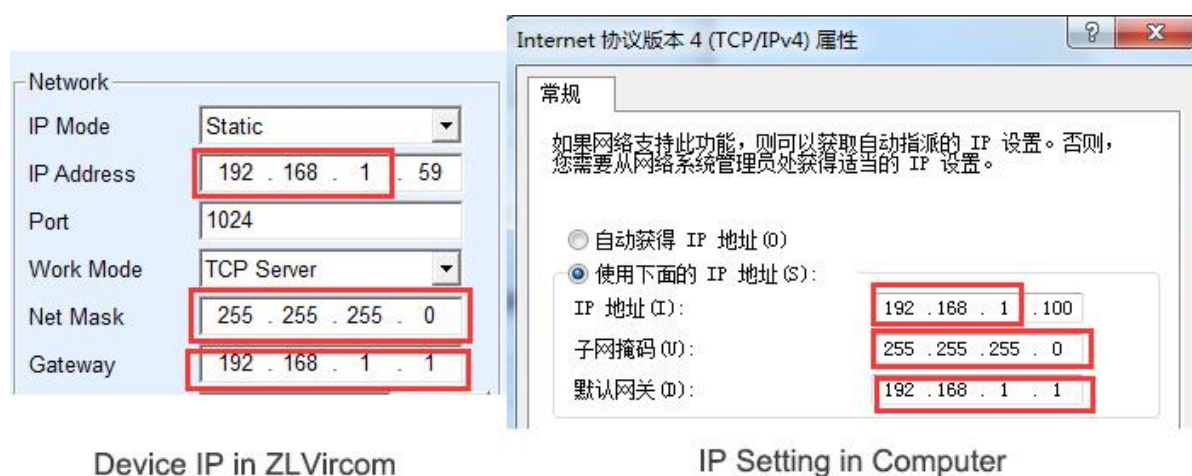 Network
IP Mode Static
IP Address 192 . 168 . 1 . 59
Port 1024
Work Mode TCP Server
Net Mask 255 . 255 . 255 . 0
Gateway 192 . 168 . 1 . 1
Device IP in ZLVircom
Internet 协议版本 4 (TCP/IPv4) 属性
常规
如果网络支持此功能，则可以获取自动指派的 IP 设置。否则，
您需要从网络系统管理员处获得适当的 IP 设置。
自动获得 IP 地址(O)
使用下面的 IP 地址(S):
IP 地址(I): 192 .168 . 1 .100
子网掩码(U): 255 .255 .255 . 0
默认网关(D): 192 .168 . 1 . 1
IP Setting in Computer